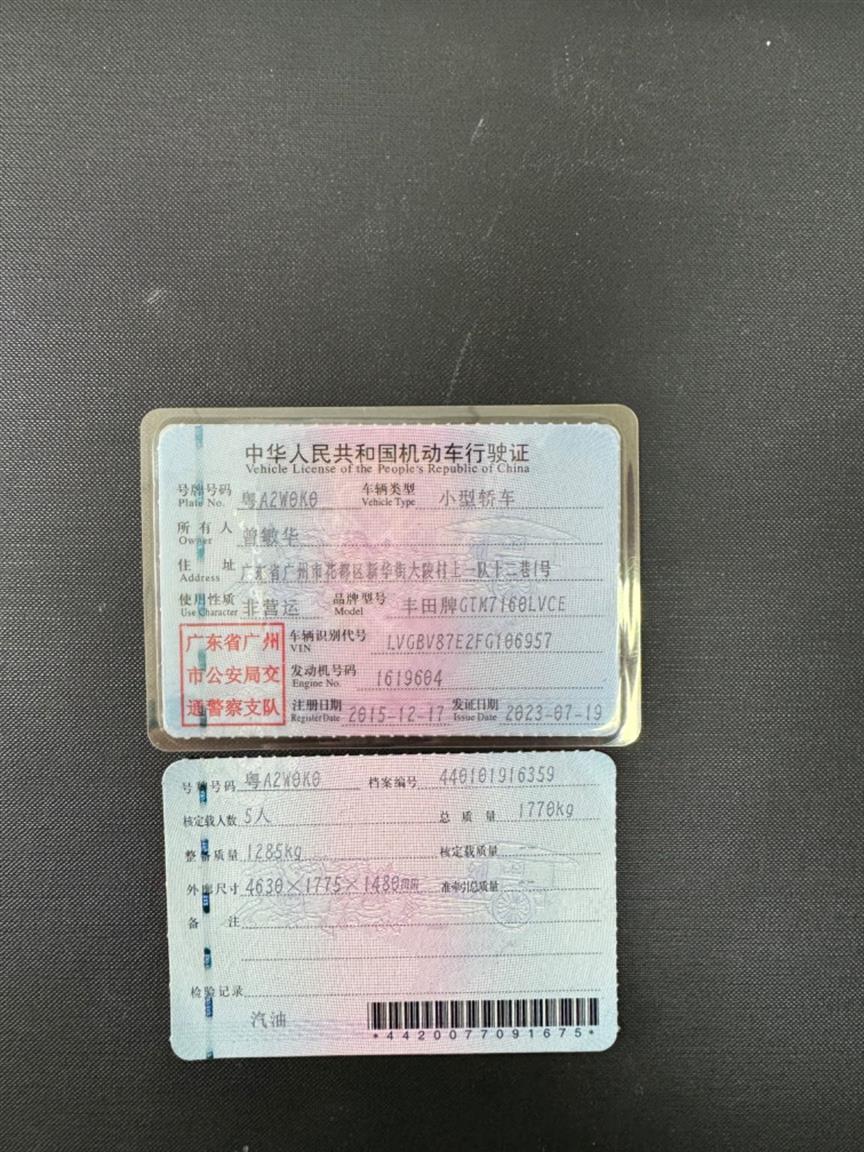 中华人民共和国机动车行驶证
Vehicle License of the People's Republic of China
号牌号码 粤A2W0K0 车辆类型 小型轿车
Plate No. Vehicle Type
所有人 曾敏华
Owner
住址 广东省广州市花都区新华街大陵村上一队十二巷1号
Address
使用性质 非营运 品牌型号 丰田牌GTM7160LVCE
Use Character Model
广东省广州
市公安局交
通警察支队
车辆识别代号 LVGBV87E2FG106957
VIN
发动机号码 1619604
Engine No.
注册日期 2015-12-17 发证日期 2023-07-19
Register Date Issue Date
号牌号码 粤A2W0K0 档案编号 440101916359
核定载人数 5人 总质量 1770kg
整备质量 1285kg 核定载质量 --
外廓尺寸 4630×1775×1480mm 准牵引总质量 --
备注
检验记录
汽油
*4420077091675*